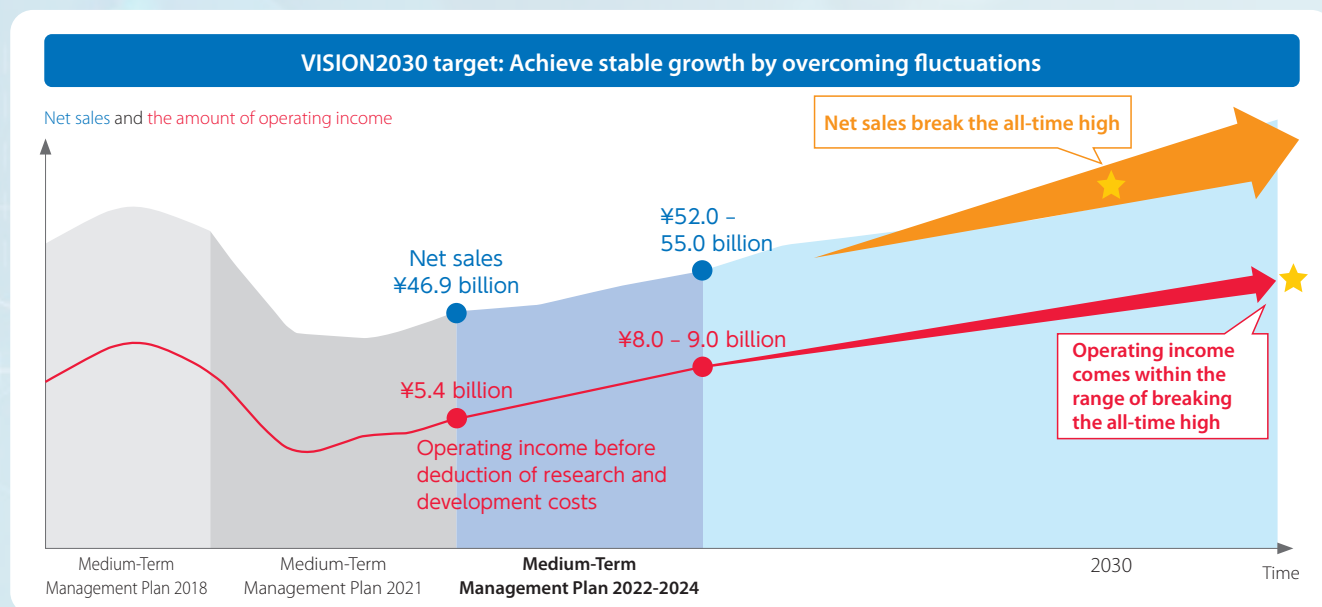 VISION2030 target: Achieve stable growth by overcoming fluctuations
Net sales and the amount of operating income
Net sales break the all-time high
¥52.0 –
55.0 billion
Net sales
¥46.9 billion
¥8.0 – 9.0 billion
¥5.4 billion
Operating income before
deduction of research and
development costs
Operating income
comes within the
range of breaking
the all-time high
Medium-Term
Management Plan 2018
Medium-Term
Management Plan 2021
Medium-Term
Management Plan 2022-2024
2030
Time